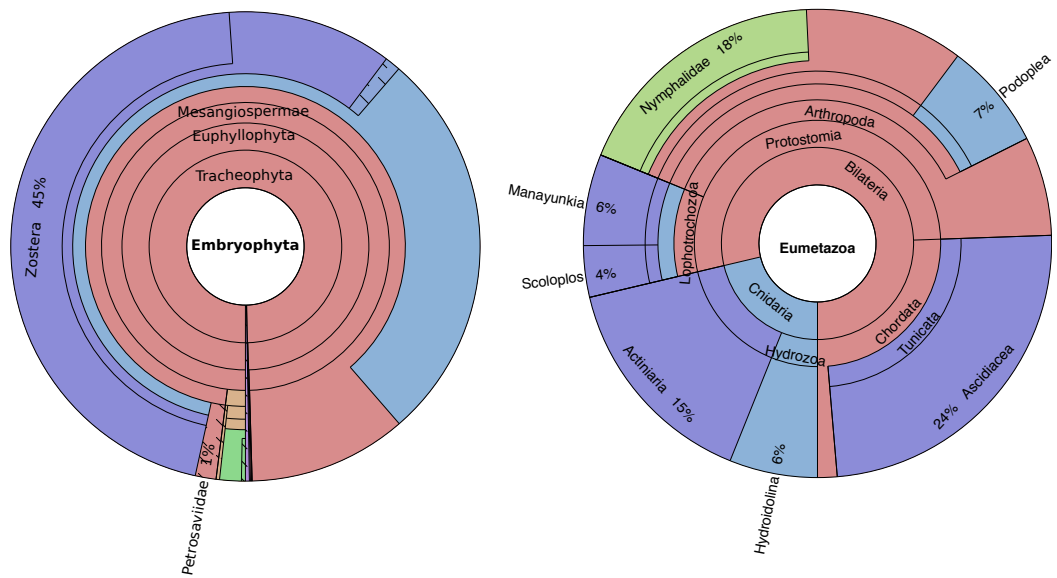 Mesangiospermae
Euphyllophyta
Tracheophyta
Embryophyta
Zostera 45%
1%
Petrosaviidae
Nymphalidae 18%
Podoplea
7%
Arthropoda
Protostomia
Bilateria
Manayunkia
6%
Lophotrochozoa
Eumetazoa
Scoloplos
4%
Cnidaria
Chordata
Tunicata
Hydrozoa
Actiniaria 15%
24% Ascidiacea
6%
Hydroidolina